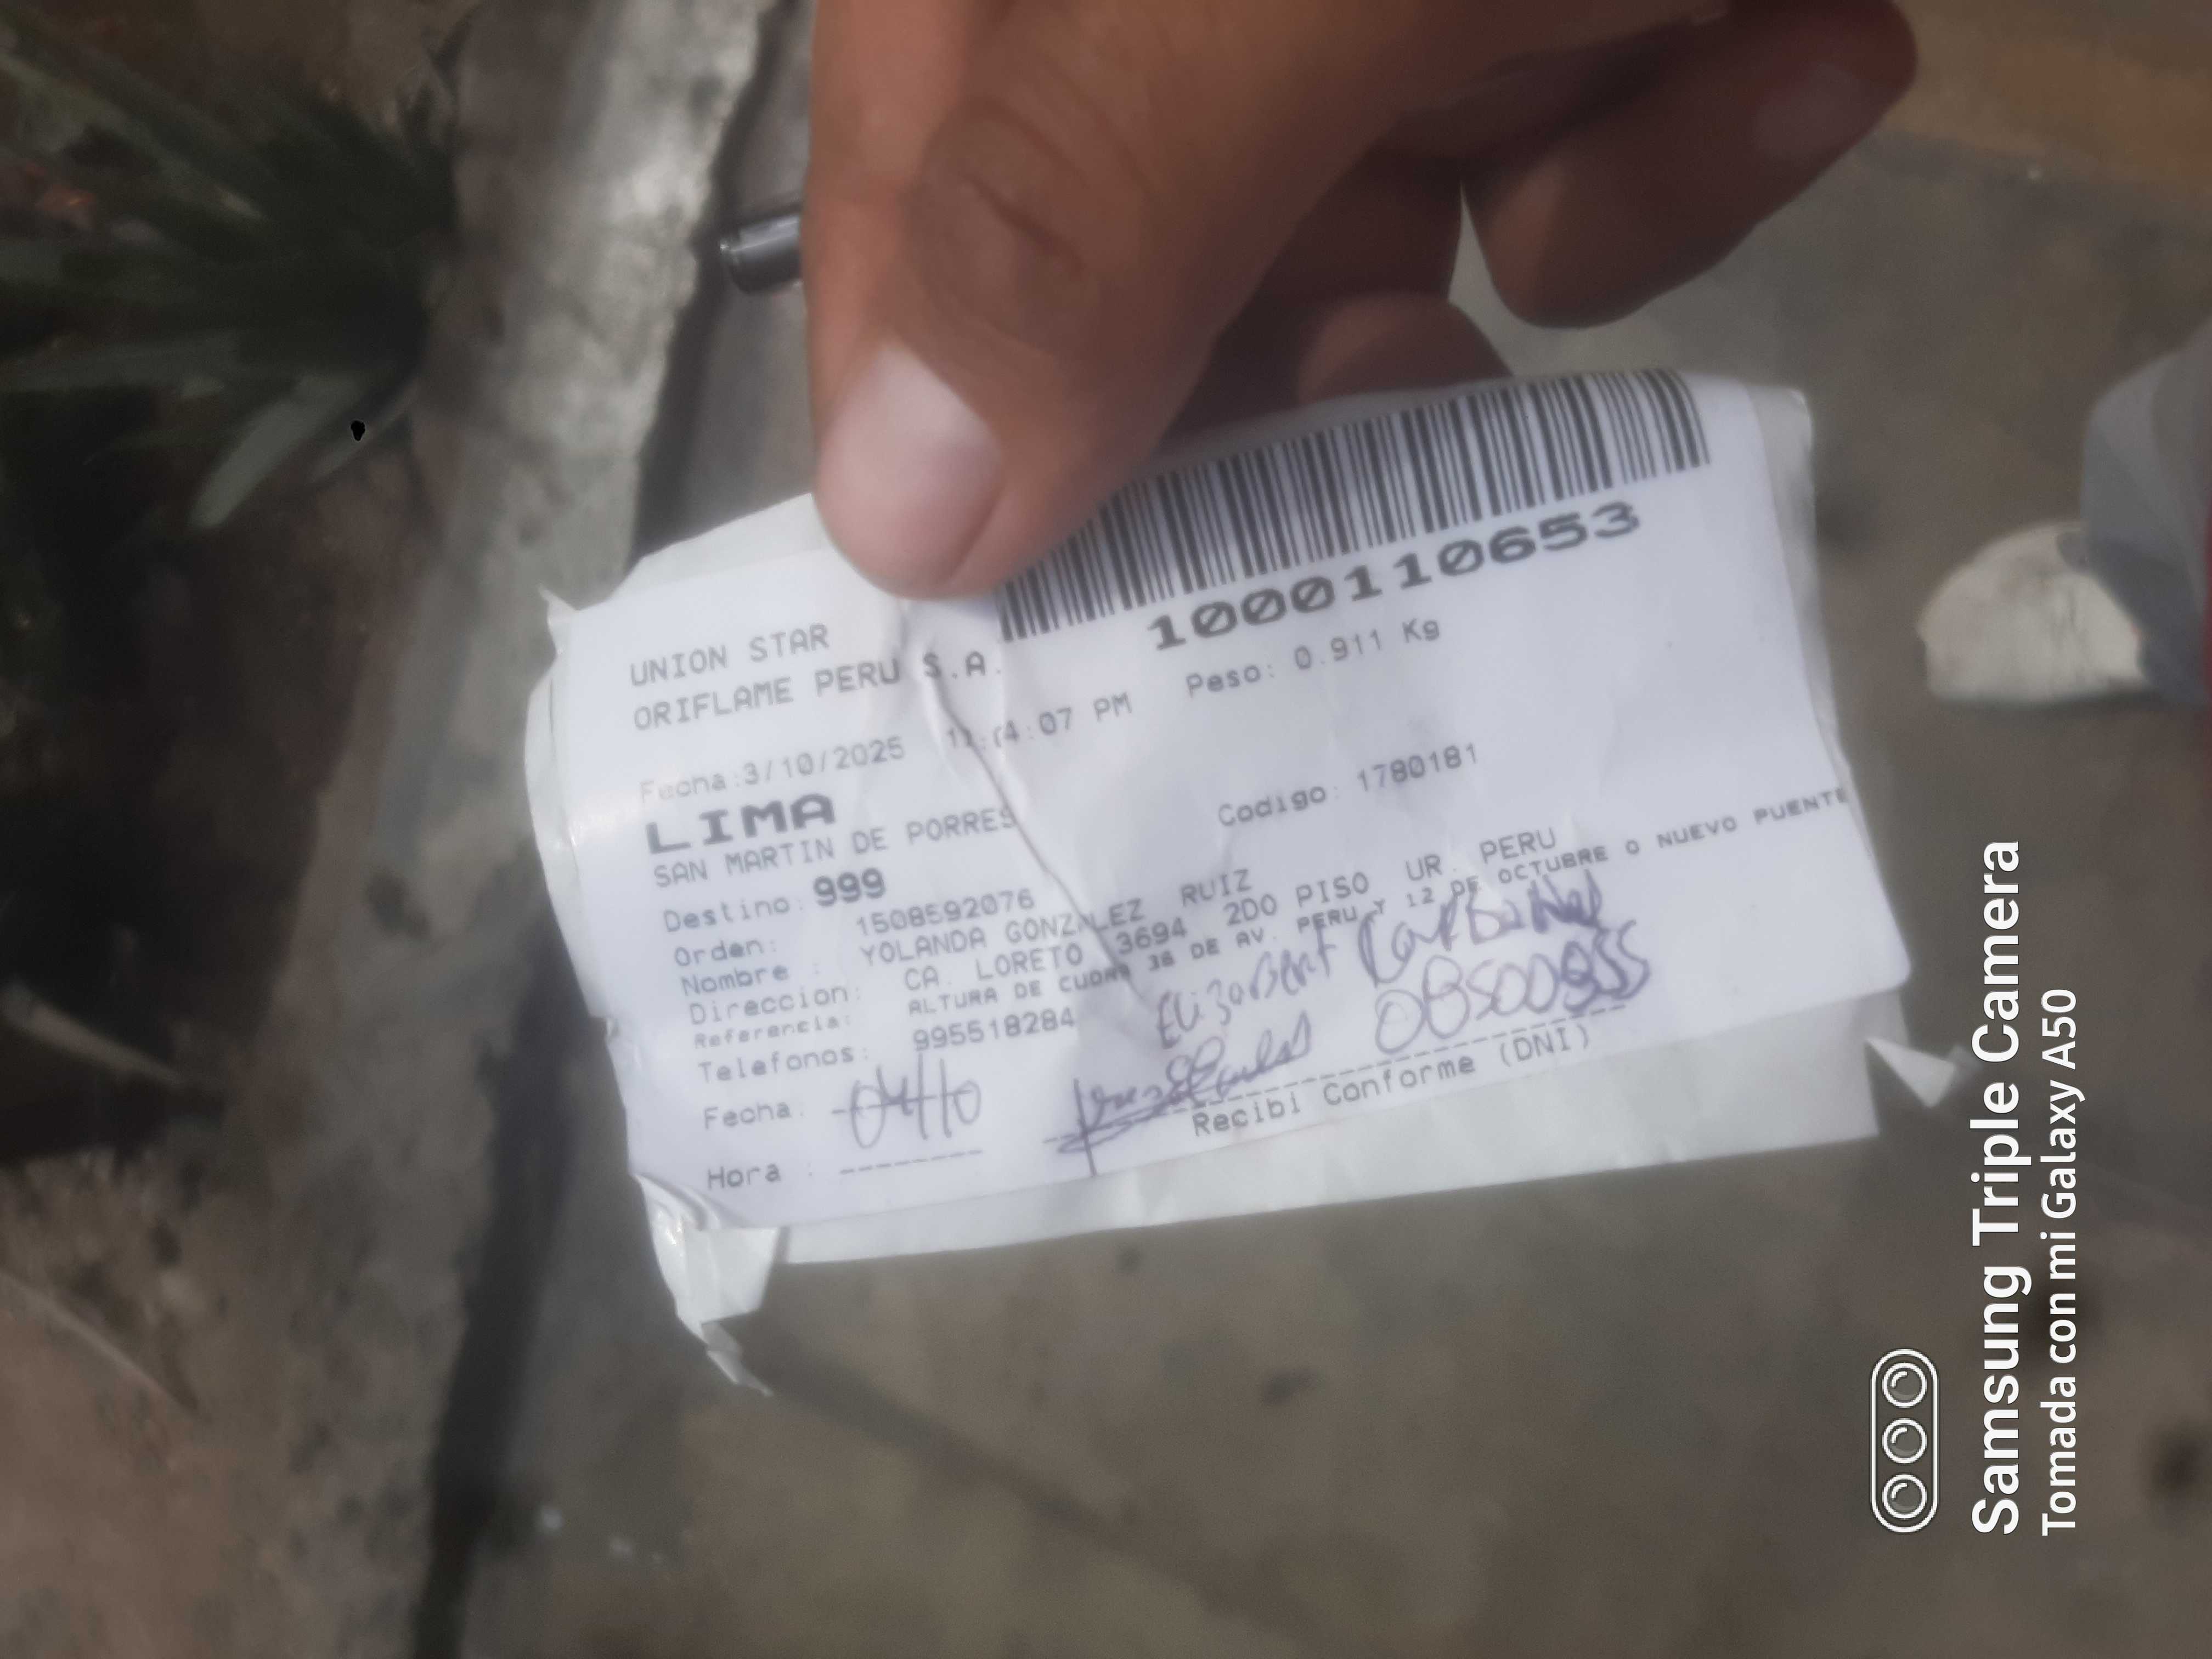 1000110653
UNION STAR
ORIFLAME PERU S.A.
Peso: 0.911 Kg
Fecha:3/10/2025 :07 PM
LIMA
SAN MARTIN DE PORRES
Codigo: 1780181
Destino: 999
Orden: 1508592076
Nombre : YOLANDA GONZALEZ RUIZ
Direccion: CA. LORETO 3694 2DO PISO UR. PERU
Referencia: ALTURA DE CUDRA 36 DE AV. PERU Y 12 DE OCTUBRE O NUEVO PUENTE
Telefonos: 995518284
Fecha: 04/10
Hora :
Recibi Conforme (DNI)
Samsung Triple Camera
Tomada con mi Galaxy A50